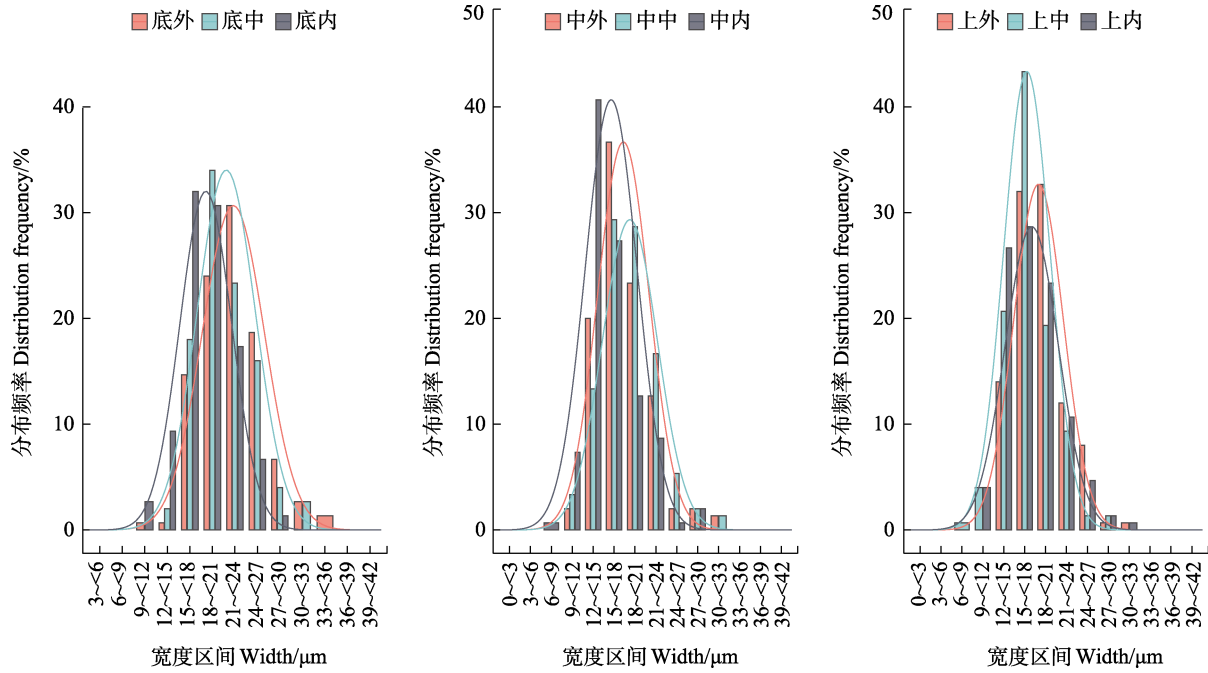 底外 底中 底内
40
30
20
10
0
分布频率 Distribution frequency/%
3~<6 6~<9 9~<12 12~<15 15~<18 18~<21 21~<24 24~<27 27~<30 30~<33 33~<36 36~<39 39~<42
宽度区间 Width/μm
中外 中中 中内
50
40
30
20
10
0
分布频率 Distribution frequency/%
0~<3 3~<6 6~<9 9~<12 12~<15 15~<18 18~<21 21~<24 24~<27 27~<30 30~<33 33~<36 36~<39 39~<42
宽度区间 Width/μm
上外 上中 上内
50
40
30
20
10
0
分布频率 Distribution frequency/%
0~<3 3~<6 6~<9 9~<12 12~<15 15~<18 18~<21 21~<24 24~<27 27~<30 30~<33 33~<36 36~<39 39~<42
宽度区间 Width/μm